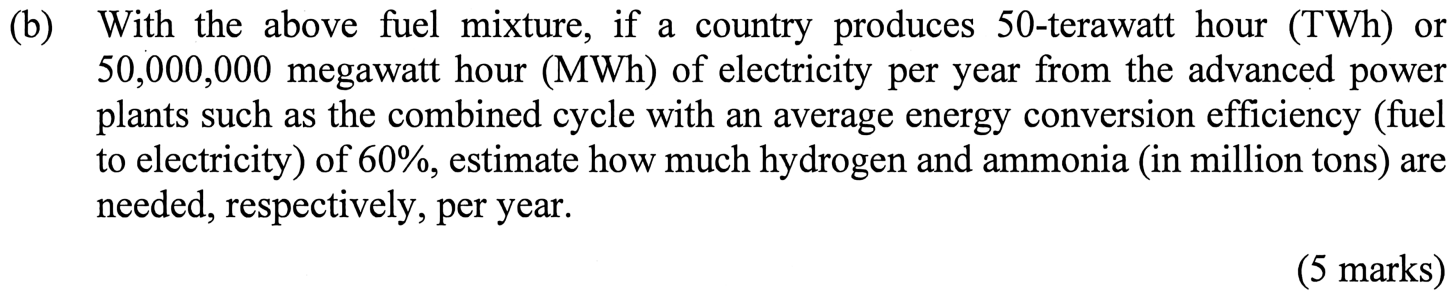 (b) With the above fuel mixture, if a country produces 50-terawatt hour (TWh) or
50,000,000 megawatt hour (MWh) of electricity per year from the advanced power
plants such as the combined cycle with an average energy conversion efficiency (fuel
to electricity) of 60%, estimate how much hydrogen and ammonia (in million tons) are
needed, respectively, per year.
(5 marks)